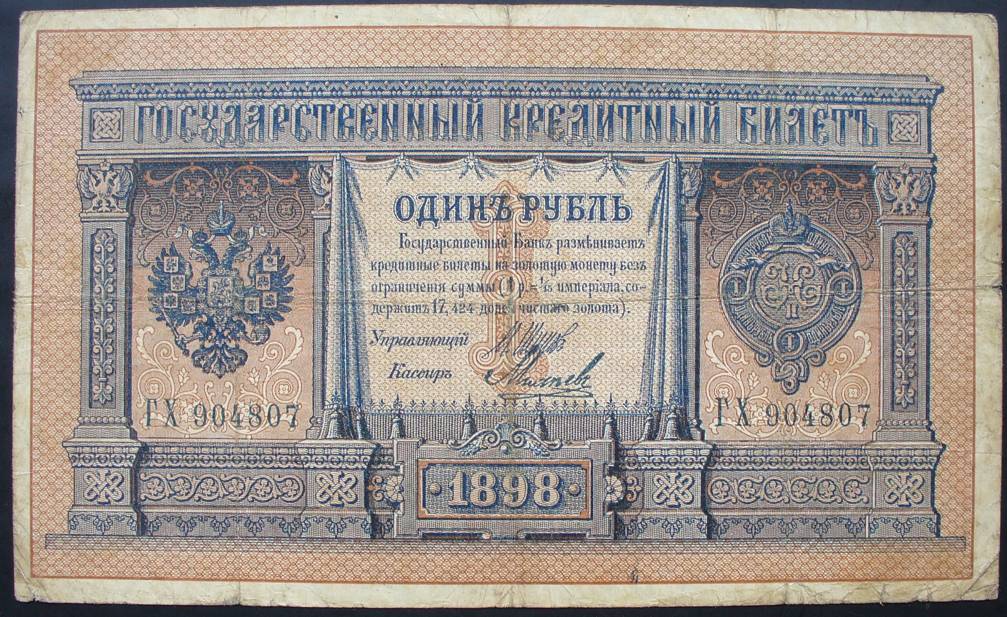 ГОСУДАРСТВЕННЫЙ КРЕДИТНЫЙ БИЛЕТЪ
ОДИНЪ РУБЛЬ
Государственный Банкъ размѣниваетъ
кредитные билеты на золотую монету безъ
ограниченія суммы (1 р. = 1/15 имперіала, со-
держитъ 17,424 долей чистаго золота).
Управляющій
Кассиръ
ГХ 904807
ГХ 904807
1898